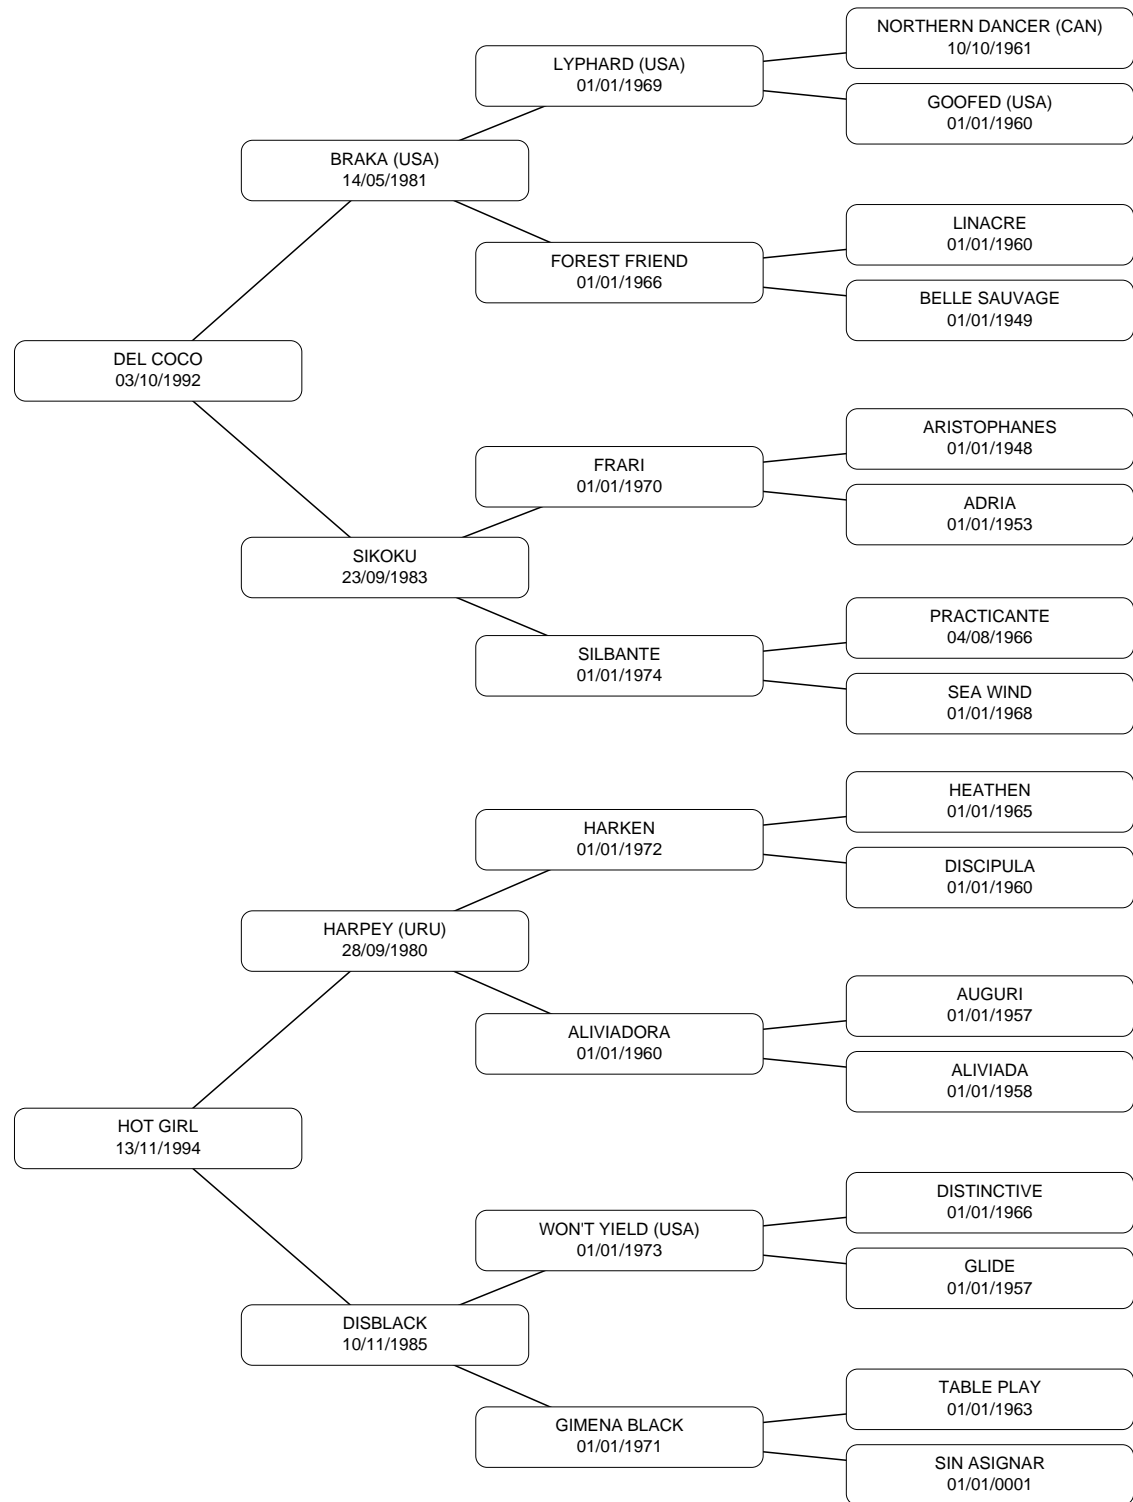 NORTHERN DANCER (CAN)
10/10/1961
LYPHARD (USA)
01/01/1969
GOOFED (USA)
01/01/1960
BRAKA (USA)
14/05/1981
LINACRE
01/01/1960
FOREST FRIEND
01/01/1966
BELLE SAUVAGE
01/01/1949
DEL COCO
03/10/1992
ARISTOPHANES
01/01/1948
FRARI
01/01/1970
ADRIA
01/01/1953
SIKOKU
23/09/1983
PRACTICANTE
04/08/1966
SILBANTE
01/01/1974
SEA WIND
01/01/1968
HEATHEN
01/01/1965
HARKEN
01/01/1972
DISCIPULA
01/01/1960
HARPEY (URU)
28/09/1980
AUGURI
01/01/1957
ALIVIADORA
01/01/1960
ALIVIADA
01/01/1958
HOT GIRL
13/11/1994
DISTINCTIVE
01/01/1966
WON'T YIELD (USA)
01/01/1973
GLIDE
01/01/1957
DISBLACK
10/11/1985
TABLE PLAY
01/01/1963
GIMENA BLACK
01/01/1971
SIN ASIGNAR
01/01/0001